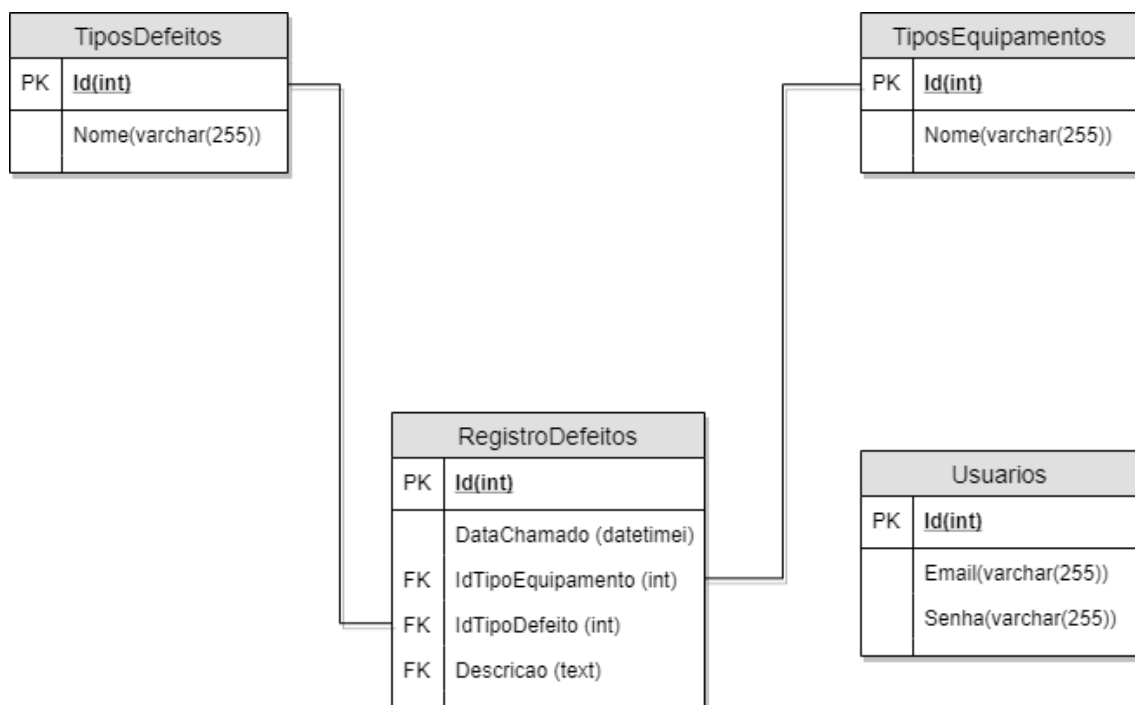 TiposDefeitos
PK Id(int)
Nome(varchar(255))
TiposEquipamentos
PK Id(int)
Nome(varchar(255))
RegistroDefeitos
PK Id(int)
DataChamado (datetimei)
FK IdTipoEquipamento (int)
FK IdTipoDefeito (int)
FK Descricao (text)
Usuarios
PK Id(int)
Email(varchar(255))
Senha(varchar(255))